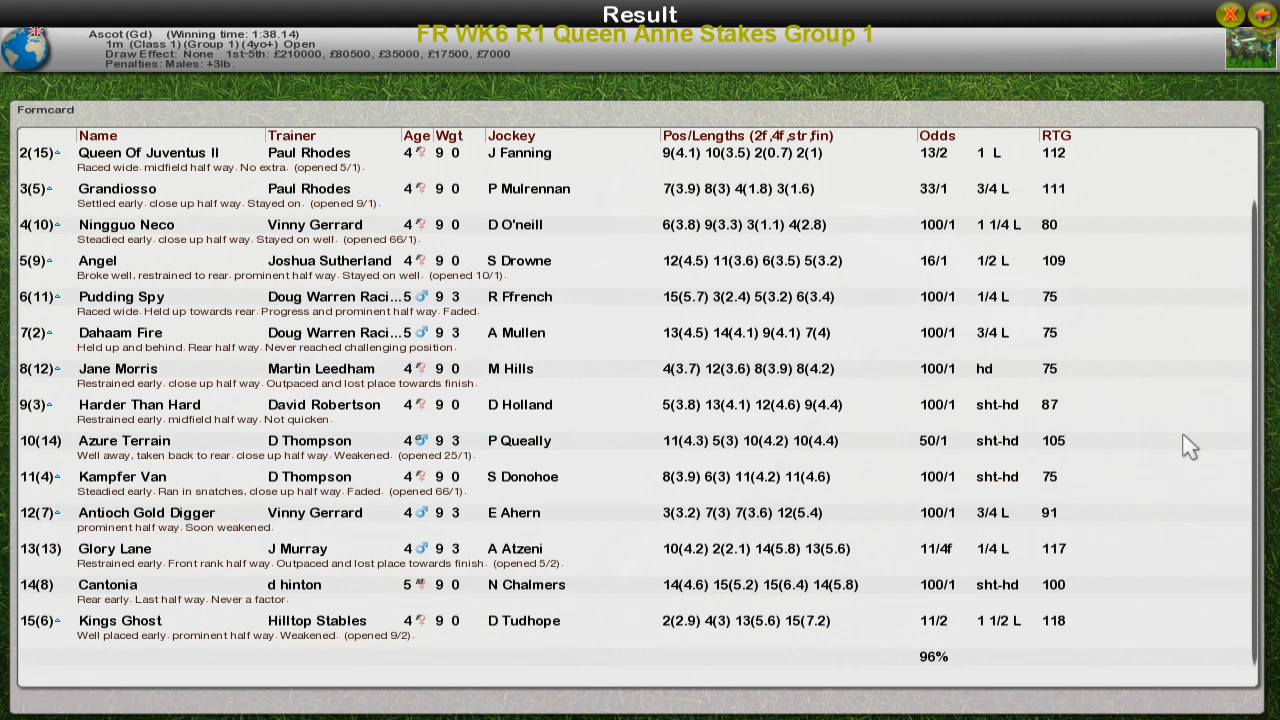 Result
FR WK6 R1 Queen Anne Stakes Group 1
Ascot (Gd) (Winning time: 1:38.14)
1m (Class 1) (Group 1) (4yo+) Open
Draw Effect: None 1st-5th: £210000, £80500, £35000, £17500, £7000
Penalties: Males: +3lb.
Formcard
Name Trainer Age Wgt Jockey Pos/Lengths (2f,4f,str,fin) Odds RTG
2(15) Queen Of Juventus II Paul Rhodes 4 9 0 J Fanning 9(4.1) 10(3.5) 2(0.7) 2(1) 13/2 1 L 112
Raced wide. midfield half way. No extra. (opened 5/1).
3(5) Grandiosso Paul Rhodes 4 9 0 P Mulrennan 7(3.9) 8(3) 4(1.8) 3(1.6) 33/1 3/4 L 111
Settled early. close up half way. Stayed on. (opened 9/1).
4(10) Ningguo Neco Vinny Gerrard 4 9 0 D O'neill 6(3.8) 9(3.3) 3(1.1) 4(2.8) 100/1 1 1/4 L 80
Steadied early. close up half way. Stayed on well. (opened 66/1).
5(9) Angel Joshua Sutherland 4 9 0 S Drowne 12(4.5) 11(3.6) 6(3.5) 5(3.2) 16/1 1/2 L 109
Broke well, restrained to rear. prominent half way. Stayed on well. (opened 10/1).
6(11) Pudding Spy Doug Warren Raci... 5 9 3 R Ffrench 15(5.7) 3(2.4) 5(3.2) 6(3.4) 100/1 1/4 L 75
Raced wide. Held up towards rear. Progress and prominent half way. Faded.
7(2) Dahaam Fire Doug Warren Raci... 5 9 3 A Mullen 13(4.5) 14(4.1) 9(4.1) 7(4) 100/1 3/4 L 75
Held up and behind. Rear half way. Never reached challenging position.
8(12) Jane Morris Martin Leedham 4 9 0 M Hills 4(3.7) 12(3.6) 8(3.9) 8(4.2) 100/1 hd 75
Restrained early. close up half way. Outpaced and lost place towards finish.
9(3) Harder Than Hard David Robertson 4 9 0 D Holland 5(3.8) 13(4.1) 12(4.6) 9(4.4) 100/1 sht-hd 87
Restrained early. midfield half way. Not quicken.
10(14) Azure Terrain D Thompson 4 9 3 P Queally 11(4.3) 5(3) 10(4.2) 10(4.4) 50/1 sht-hd 105
Well away, taken back to rear. close up half way. Weakened. (opened 25/1).
11(4) Kampfer Van D Thompson 4 9 0 S Donohoe 8(3.9) 6(3) 11(4.2) 11(4.6) 100/1 sht-hd 75
Steadied early. Ran in snatches, close up half way. Faded. (opened 66/1).
12(7) Antioch Gold Digger Vinny Gerrard 4 9 3 E Ahern 3(3.2) 7(3) 7(3.6) 12(5.4) 100/1 3/4 L 91
prominent half way. Soon weakened.
13(13) Glory Lane J Murray 4 9 3 A Atzeni 10(4.2) 2(2.1) 14(5.8) 13(5.6) 11/4f 1/4 L 117
Restrained early. Front rank half way. Outpaced and lost place towards finish. (opened 5/2).
14(8) Cantonia d hinton 5 9 0 N Chalmers 14(4.6) 15(5.2) 15(6.4) 14(5.8) 100/1 sht-hd 100
Rear early. Last half way. Never a factor.
15(6) Kings Ghost Hilltop Stables 4 9 0 D Tudhope 2(2.9) 4(3) 13(5.6) 15(7.2) 11/2 1 1/2 L 118
Well placed early. prominent half way. Weakened. (opened 9/2).
96%